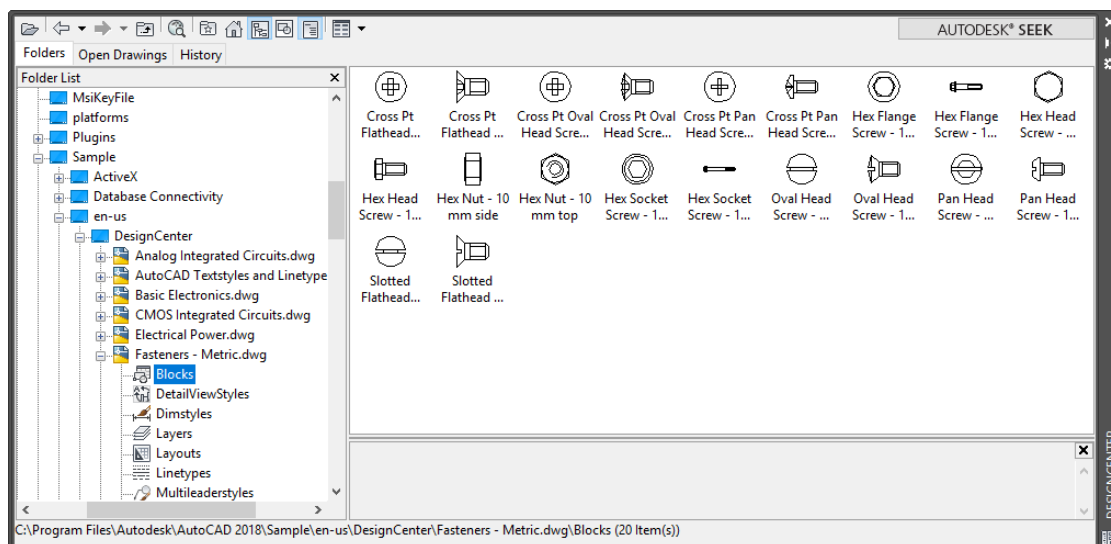 AUTODESK® SEEK
Folders Open Drawings History
Folder List
MsiKeyFile
platforms
Plugins
Sample
ActiveX
Database Connectivity
en-us
DesignCenter
Analog Integrated Circuits.dwg
AutoCAD Textstyles and Linetype
Basic Electronics.dwg
CMOS Integrated Circuits.dwg
Electrical Power.dwg
Fasteners - Metric.dwg
Blocks
DetailViewStyles
Dimstyles
Layers
Layouts
Linetypes
Multileaderstyles
Cross Pt Cross Pt Cross Pt Oval Cross Pt Oval Cross Pt Pan Cross Pt Pan Hex Flange Hex Flange Hex Head
Flathead... Flathead ... Head Scre... Head Scre... Head Scre... Head Scre... Screw - 1... Screw - 1... Screw - ...
Hex Head Hex Nut - 10 Hex Nut - 10 Hex Socket Hex Socket Oval Head Oval Head Pan Head Pan Head
Screw - 1... mm side mm top Screw - 1... Screw - 1... Screw - ... Screw - 1... Screw - ... Screw - 1...
Slotted Slotted
Flathead... Flathead ...
DESIGNCENTER
C:\Program Files\Autodesk\AutoCAD 2018\Sample\en-us\DesignCenter\Fasteners - Metric.dwg\Blocks (20 Item(s))